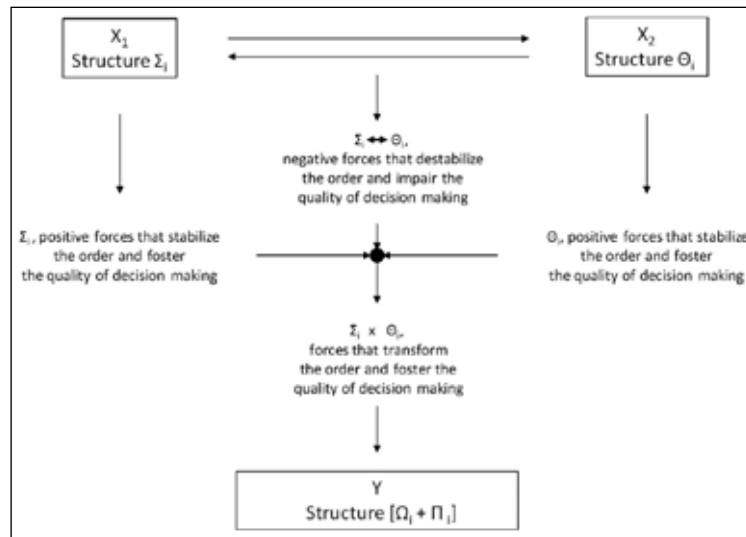 X₁
Structure Σᵢ
X₂
Structure Θᵢ
Σᵢ ↔ Θᵢ,
negative forces that destabilize
the order and impair the
quality of decision making
Σᵢ, positive forces that stabilize
the order and foster
the quality of decision making
Θᵢ, positive forces that stabilize
the order and foster
the quality of decision making
Σᵢ x Θᵢ,
forces that transform
the order and foster the
quality of decision making
Y
Structure [Ωᵢ + Πᵢ]